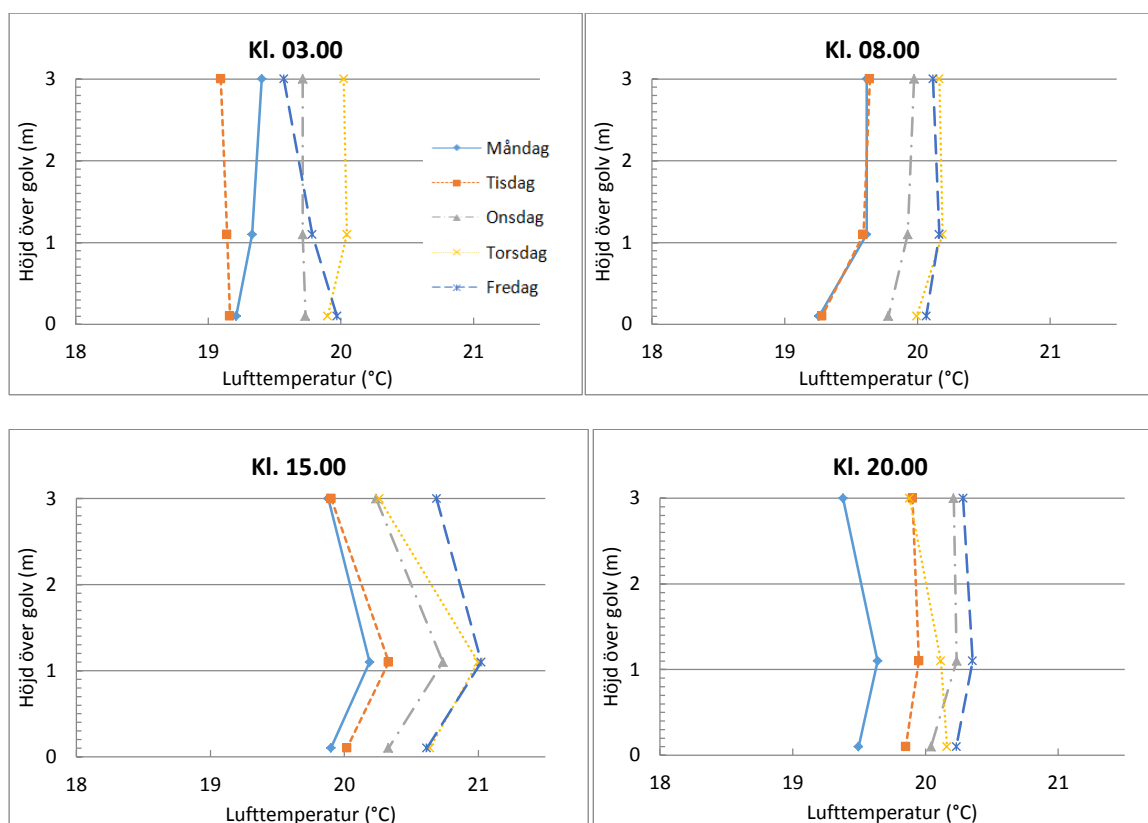 Kl. 03.00
Höjd över golv (m)
3
2
1
0
18 19 20 21
Lufttemperatur (°C)
Måndag
Tisdag
Onsdag
Torsdag
Fredag
Kl. 08.00
Höjd över golv (m)
3
2
1
0
18 19 20 21
Lufttemperatur (°C)
Kl. 15.00
Höjd över golv (m)
3
2
1
0
18 19 20 21
Lufttemperatur (°C)
Kl. 20.00
Höjd över golv (m)
3
2
1
0
18 19 20 21
Lufttemperatur (°C)